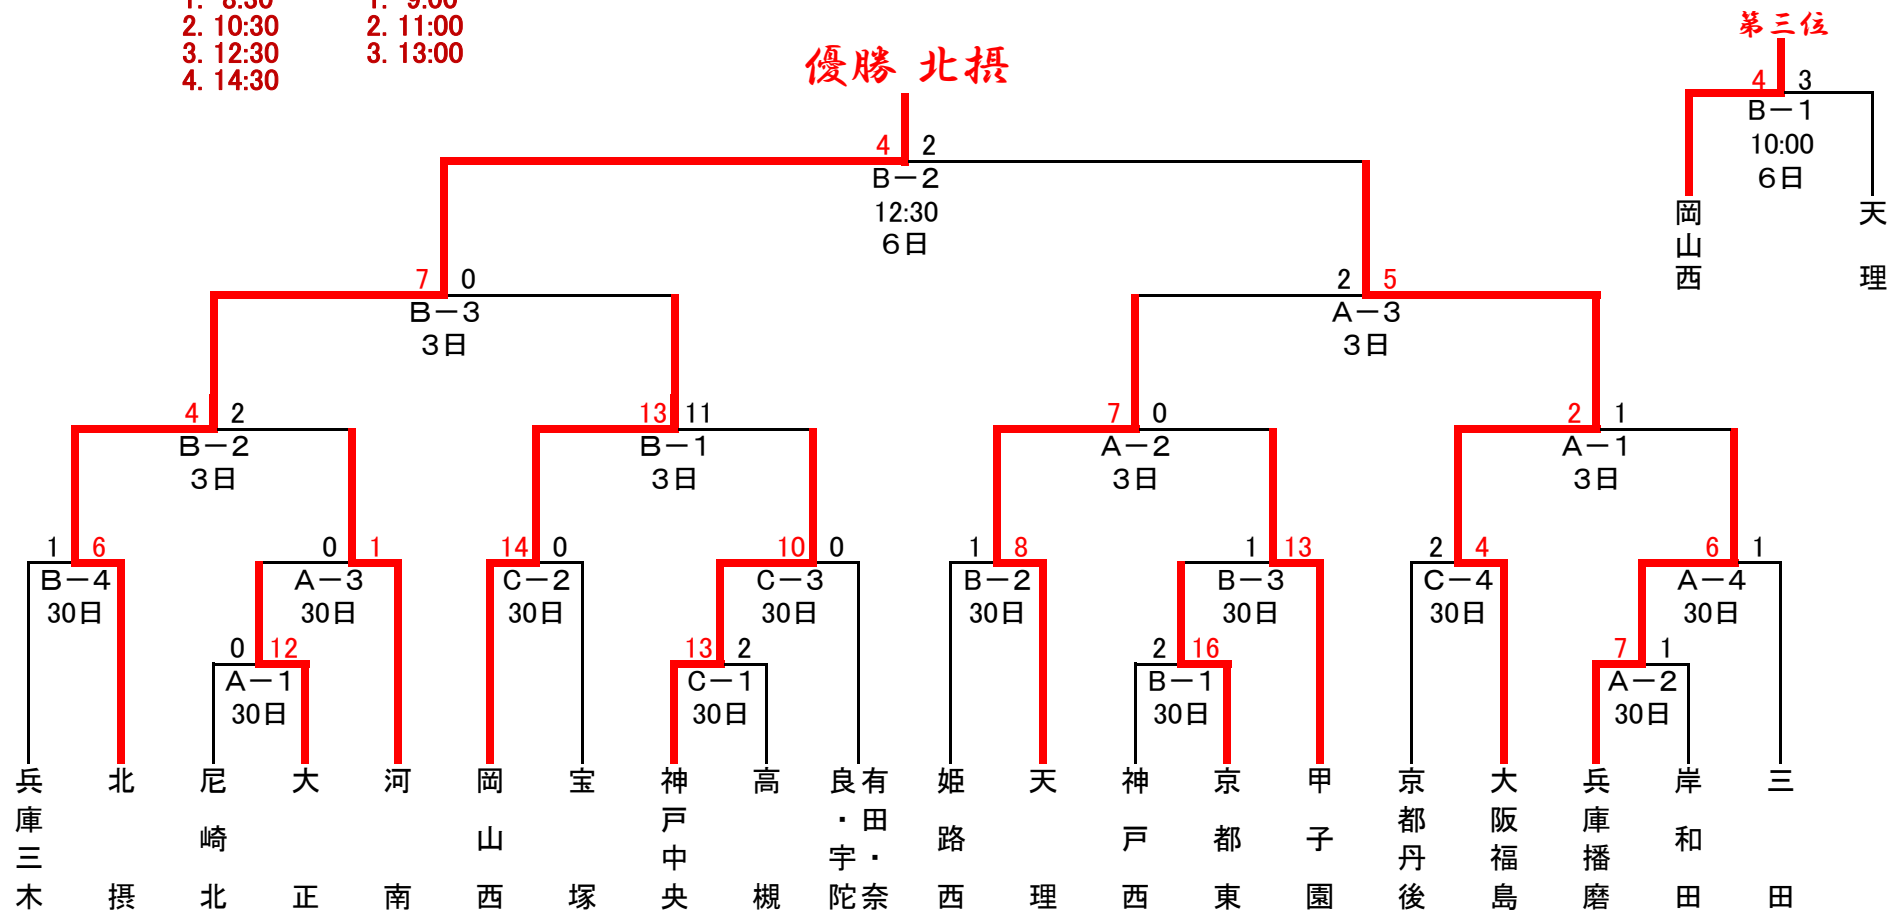 1. 8:30
1. 9:00
2. 10:30
2. 11:00
3. 12:30
3. 13:00
4. 14:30
優勝 北摂
第三位
4 3
B－1
10:00
6日
岡山西
天理
4 2
B－2
12:30
6日
7 0
B－3
3日
2 5
A－3
3日
4 2
B－2
3日
13 11
B－1
3日
7 0
A－2
3日
2 1
A－1
3日
1 6
B－4
30日
0 1
A－3
30日
14 0
C－2
30日
10 0
C－3
30日
1 8
B－2
30日
1 13
B－3
30日
2 4
C－4
30日
6 1
A－4
30日
0 12
A－1
30日
13 2
C－1
30日
2 16
B－1
30日
7 1
A－2
30日
兵庫三木
北摂
尼崎北
大正
河南
岡山西
宝塚
神戸中央
高槻
有田・奈
良・宇陀
姫路西
天理
神戸西
京都東
甲子園
京都丹後
大阪福島
兵庫播磨
岸和田
三田